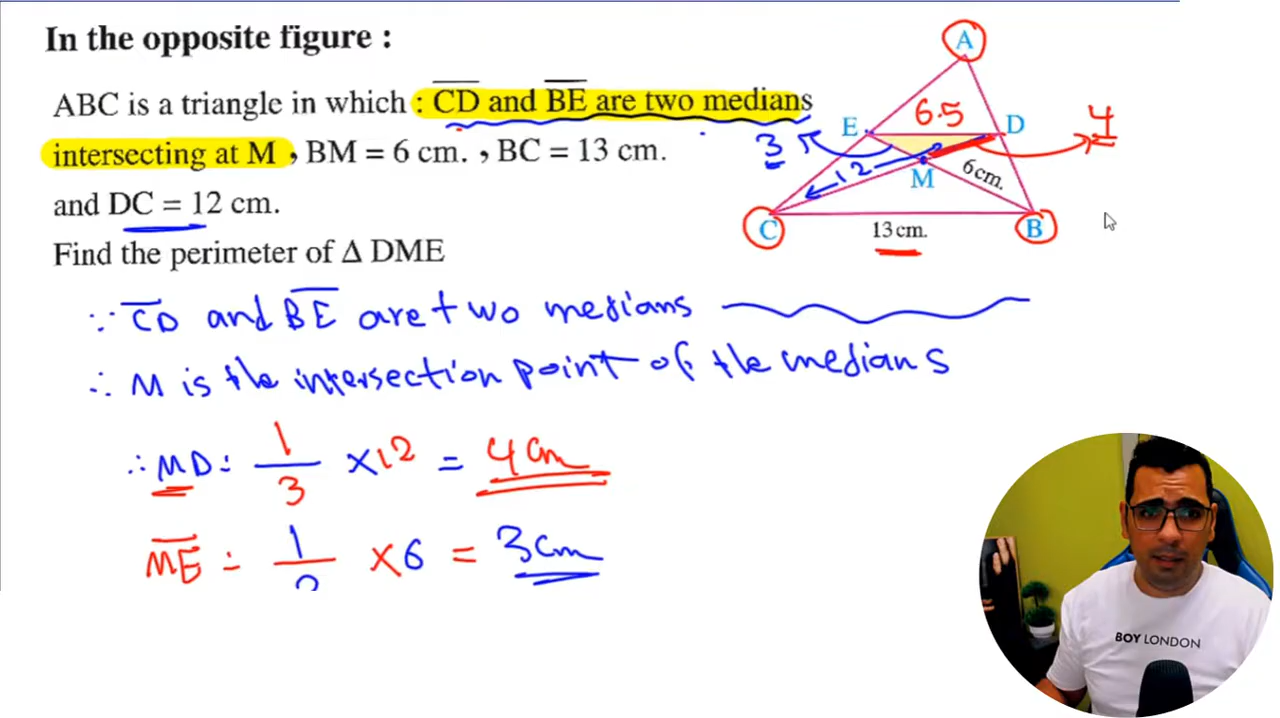 In the opposite figure :
ABC is a triangle in which : CD and BE are two medians
intersecting at M , BM = 6 cm. , BC = 13 cm.
and DC = 12 cm.
Find the perimeter of Δ DME
A
6.5
E
D
4
3
12
M
6cm.
C
B
13cm.
∵ CD and BE are two medians
∴ M is the intersection point of the medians
∴ MD = 1/3 × 12 = 4 cm
ME = 1/2 × 6 = 3 cm
BOY LONDON